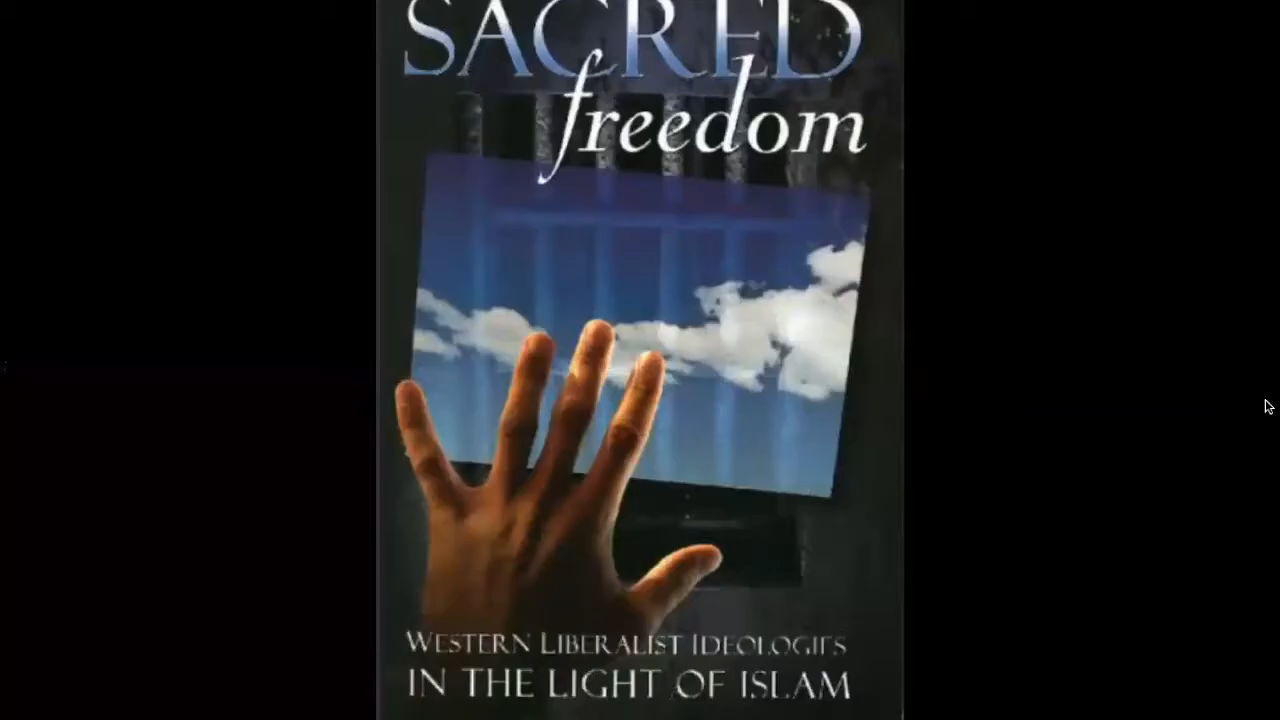 SACRED
freedom
WESTERN LIBERALIST IDEOLOGIES
IN THE LIGHT OF ISLAM